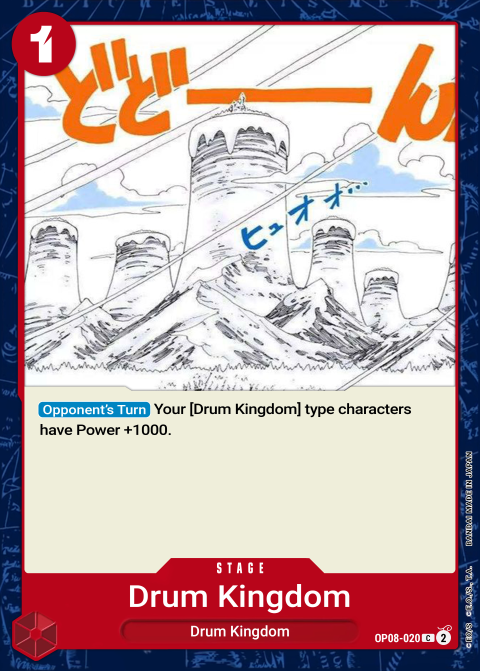 1
どどーん
ヒュオオ…
Opponent's Turn Your [Drum Kingdom] type characters
have Power +1000.
STAGE
Drum Kingdom
Drum Kingdom
OP08-020 C 2
BANDAI MADE IN JAPAN